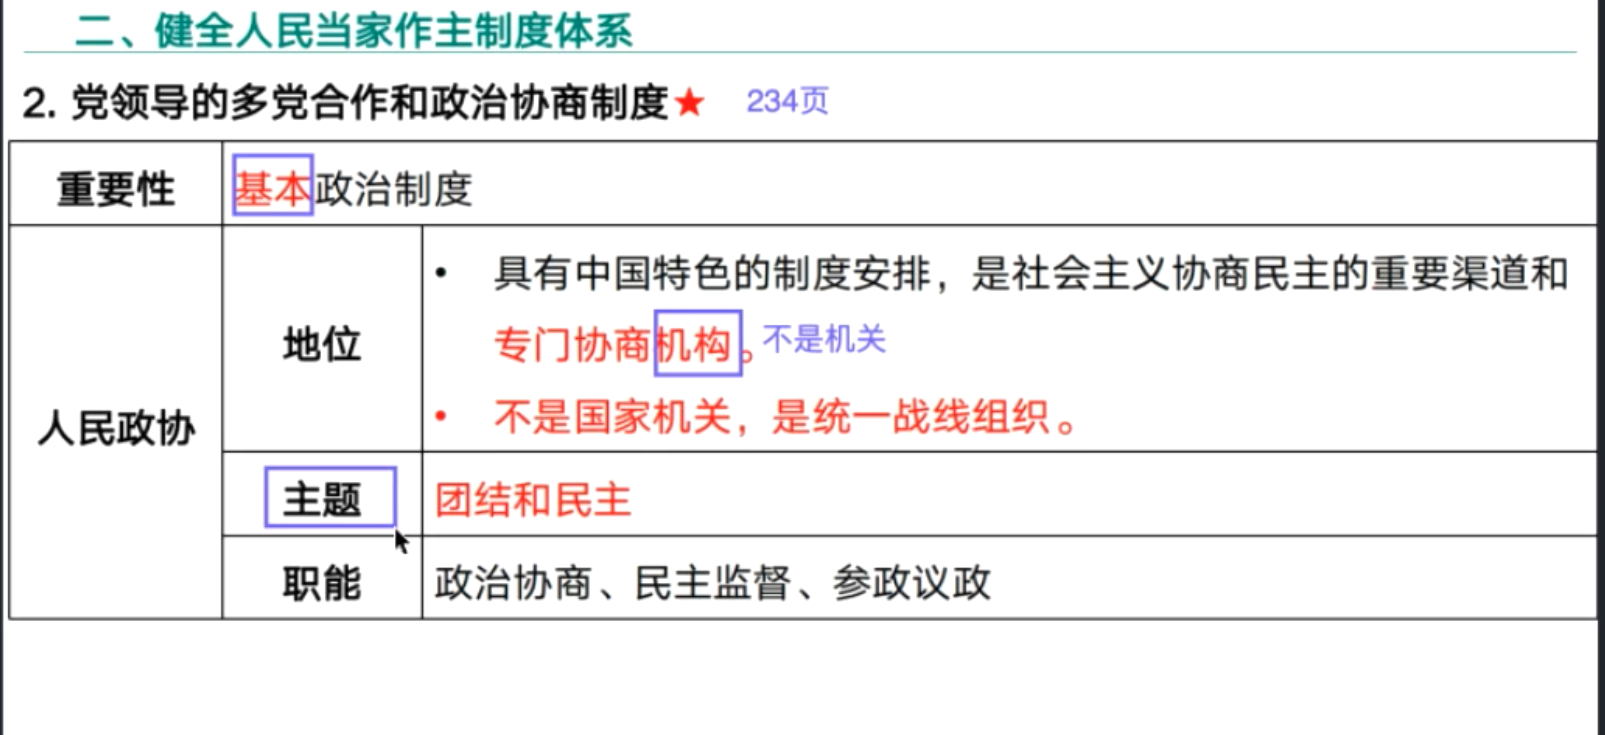 二、健全人民当家作主制度体系
2. 党领导的多党合作和政治协商制度★ 234页
重要性 基本政治制度
人民政协
地位
• 具有中国特色的制度安排，是社会主义协商民主的重要渠道和
专门协商机构。不是机关
• 不是国家机关，是统一战线组织。
主题 团结和民主
职能 政治协商、民主监督、参政议政